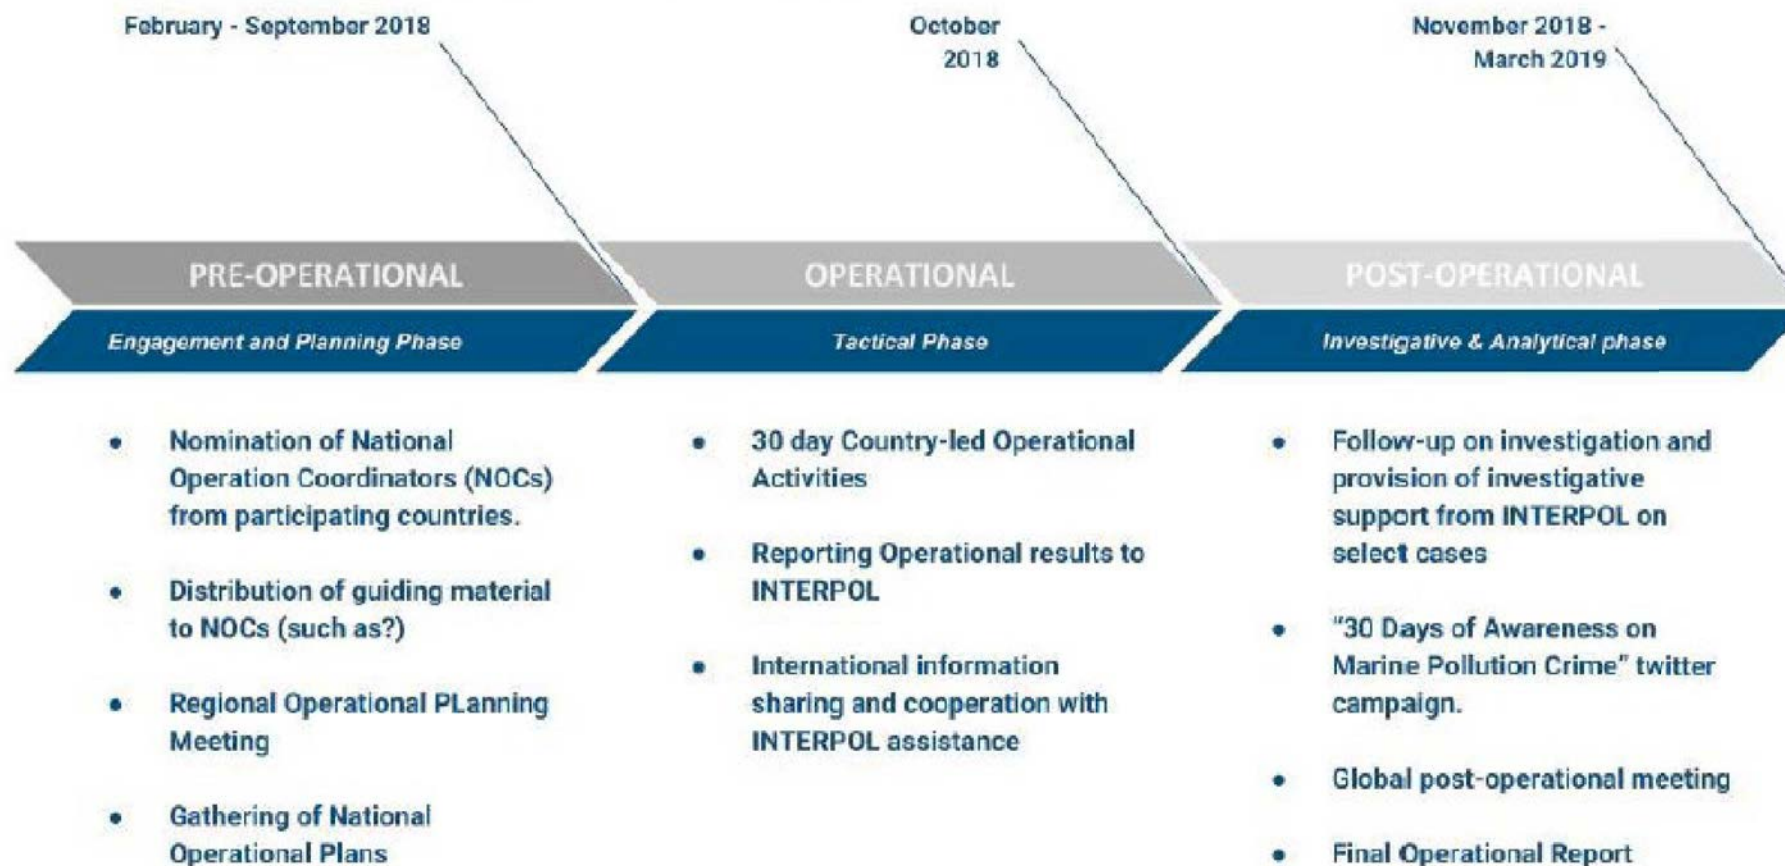 February - September 2018
October
2018
November 2018 -
March 2019
PRE-OPERATIONAL
OPERATIONAL
POST-OPERATIONAL
Engagement and Planning Phase
Tactical Phase
Investigative & Analytical phase
• Nomination of National
Operation Coordinators (NOCs)
from participating countries.
• Distribution of guiding material
to NOCs (such as?)
• Regional Operational PLanning
Meeting
• Gathering of National
Operational Plans
• 30 day Country-led Operational
Activities
• Reporting Operational results to
INTERPOL
• International information
sharing and cooperation with
INTERPOL assistance
• Follow-up on investigation and
provision of investigative
support from INTERPOL on
select cases
• "30 Days of Awareness on
Marine Pollution Crime" twitter
campaign.
• Global post-operational meeting
• Final Operational Report